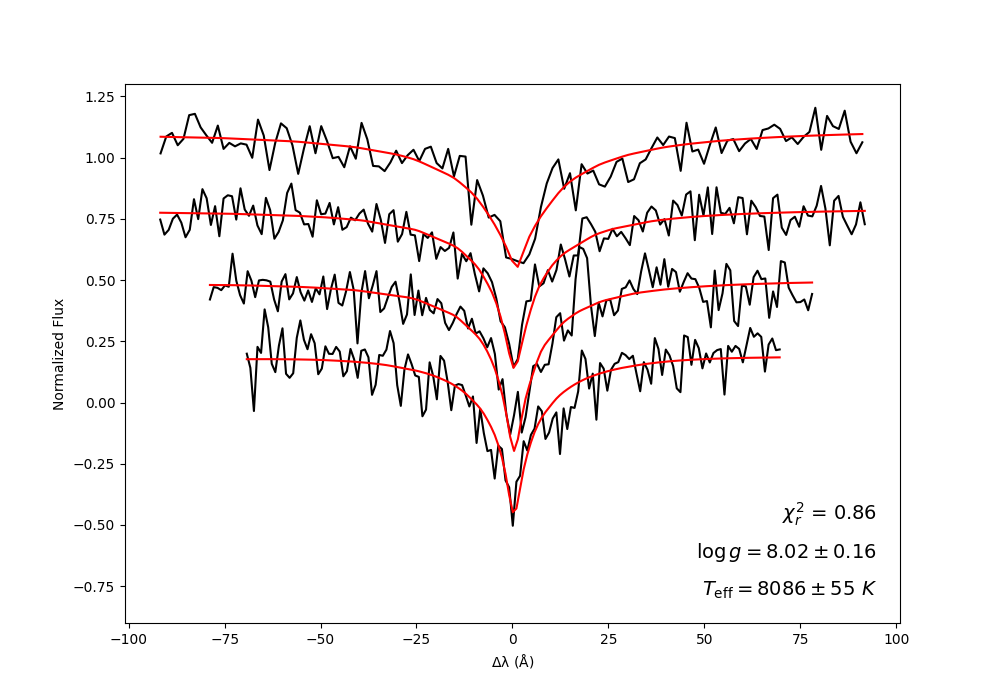 1.25
1.00
0.75
0.50
0.25
0.00
−0.25
−0.50
−0.75
Normalized Flux
χ²ᵣ = 0.86
log g = 8.02 ± 0.16
T_eff = 8086 ± 55 K
−100 −75 −50 −25 0 25 50 75 100
Δλ (Å)